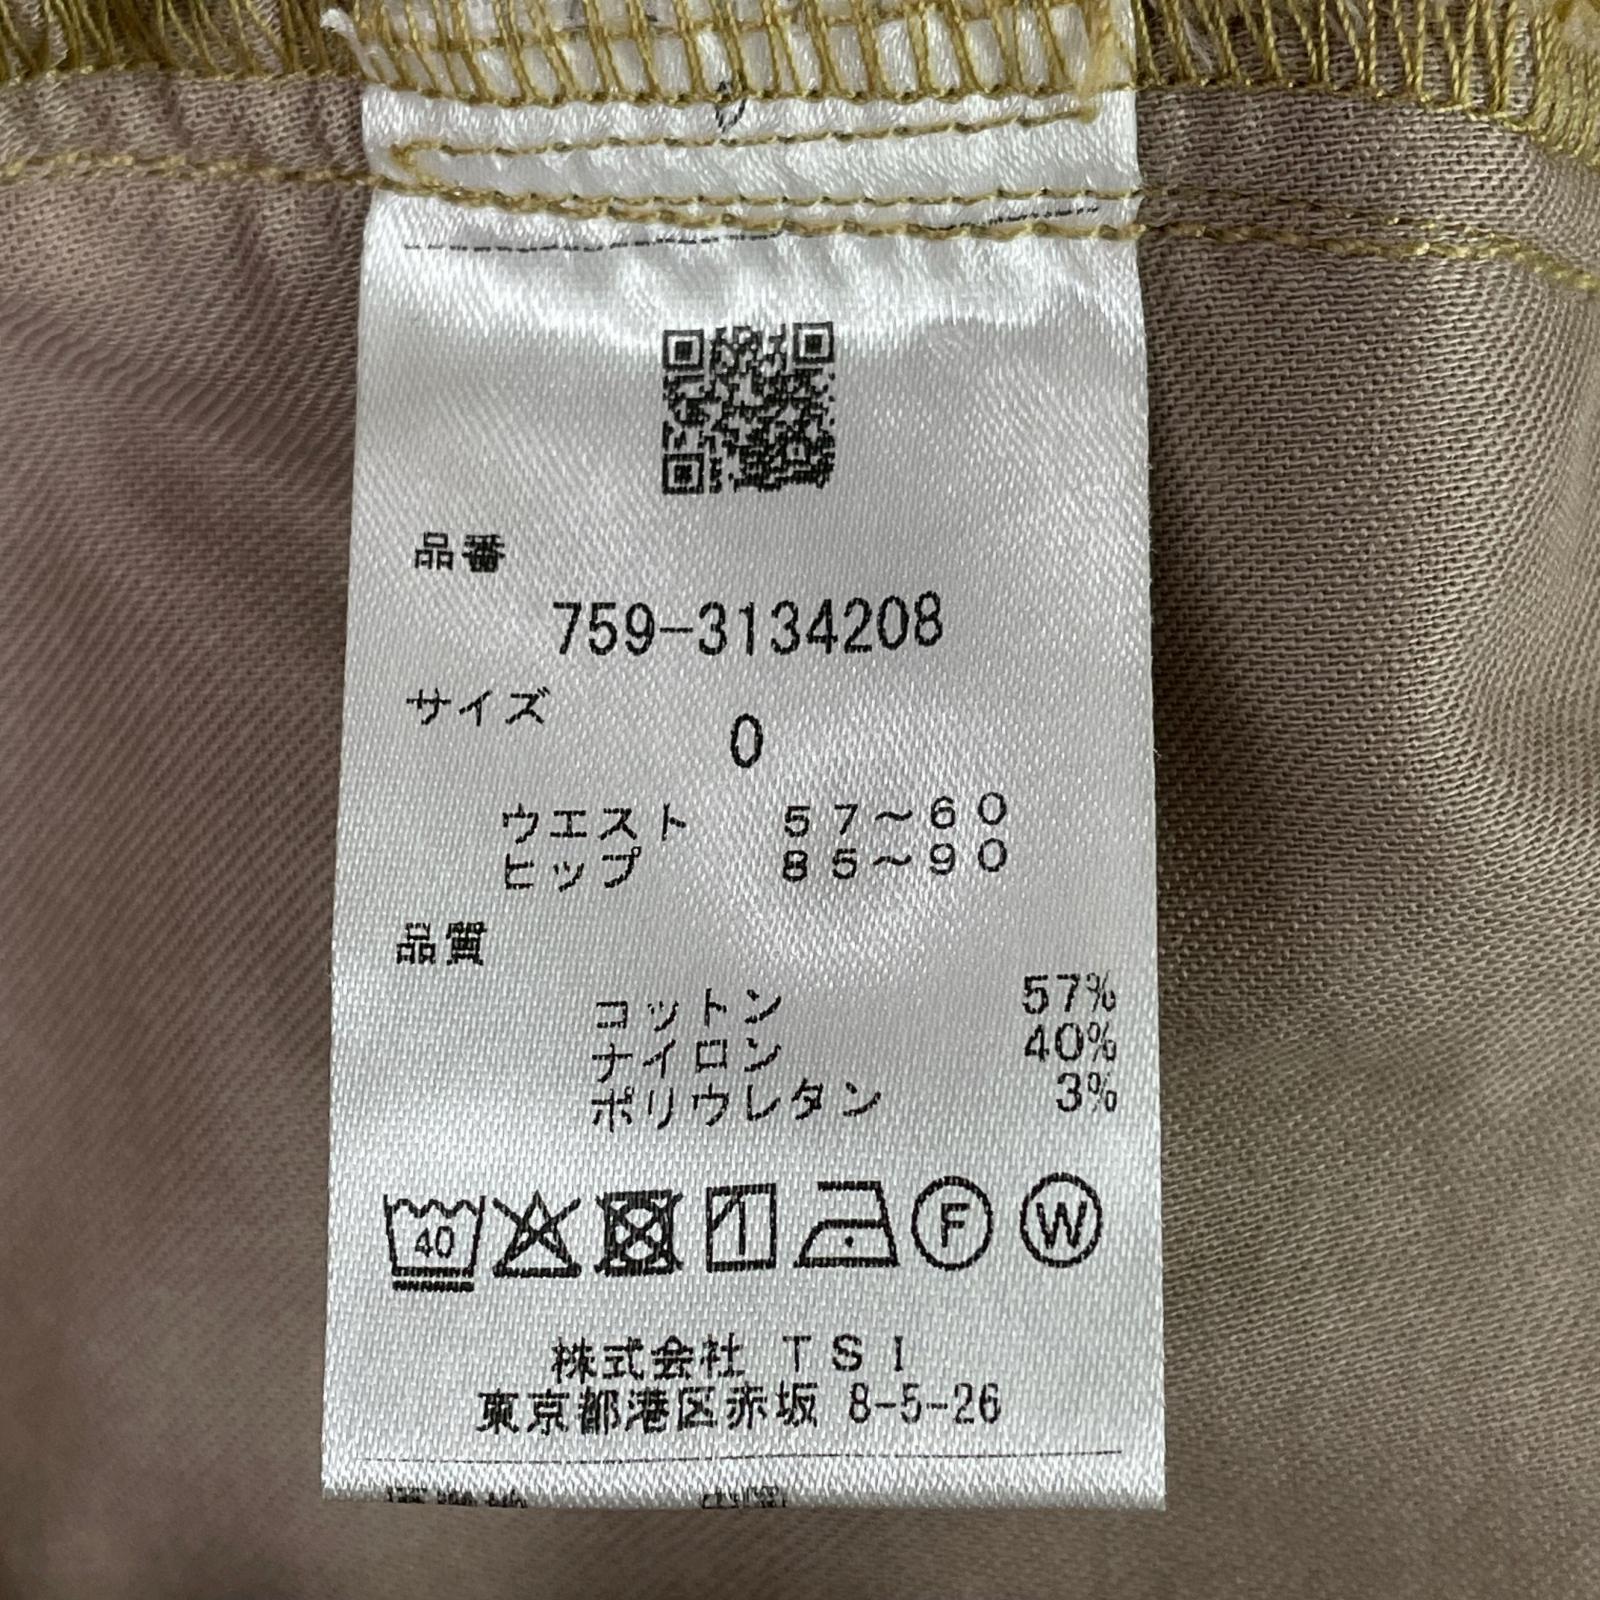 品番
759-3134208
サイズ
0
ウエスト 57～60
ヒップ 85～90
品質
コットン 57%
ナイロン 40%
ポリウレタン 3%
40
F W
株式会社 TSI
東京都港区赤坂 8-5-26